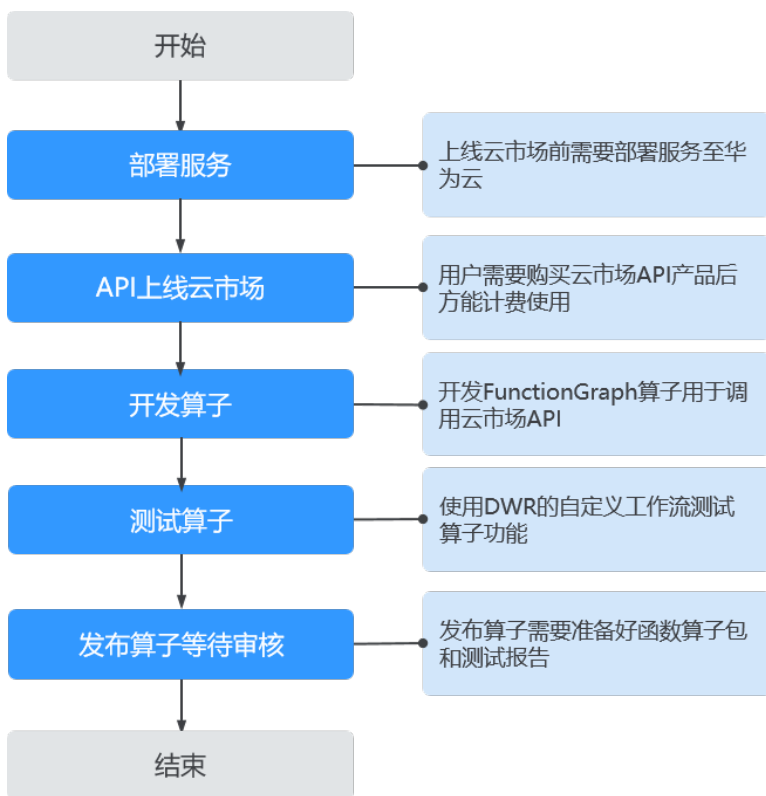 开始
部署服务
上线云市场前需要部署服务至华
为云
API上线云市场
用户需要购买云市场API产品后
方能计费使用
开发算子
开发FunctionGraph算子用于调
用云市场API
测试算子
使用DWR的自定义工作流测试
算子功能
发布算子等待审核
发布算子需要准备好函数算子包
和测试报告
结束